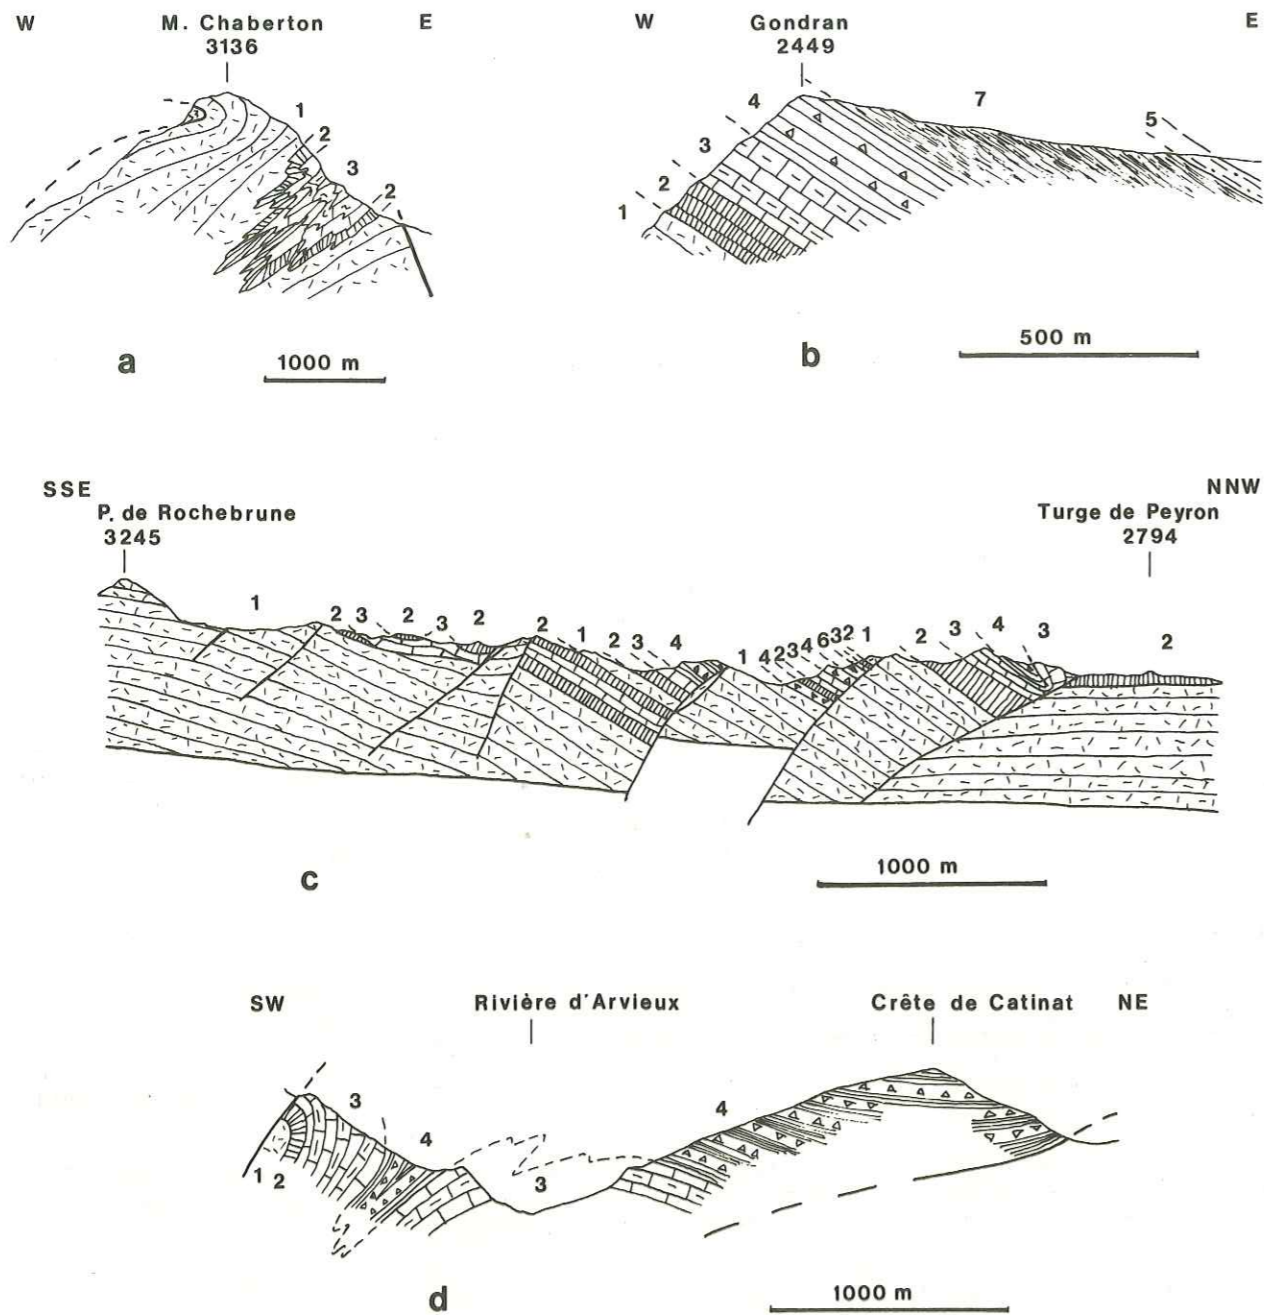 W M. Chaberton E
3136
1
2
3
2
3
a
1000 m
W Gondran E
2449
4
7
5
3
2
1
500 m
b
SSE NNW
P. de Rochebrune Turge de Peyron
3245 2794
1 2 3 2 3 2 2 1 2 3 4 1 4 2 3 4 6 3 2 1 2 3 4 3 2
1000 m
c
SW Rivière d'Arvieux Crête de Catinat NE
3
4
4
3
1 2
1000 m
d